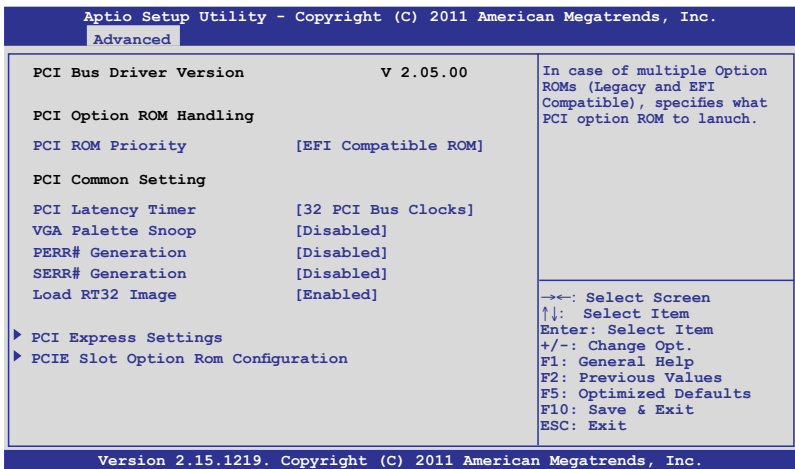 Aptio Setup Utility - Copyright (C) 2011 American Megatrends, Inc.
Advanced
PCI Bus Driver Version V 2.05.00
PCI Option ROM Handling
PCI ROM Priority [EFI Compatible ROM]
PCI Common Setting
PCI Latency Timer [32 PCI Bus Clocks]
VGA Palette Snoop [Disabled]
PERR# Generation [Disabled]
SERR# Generation [Disabled]
Load RT32 Image [Enabled]
PCI Express Settings
PCIE Slot Option Rom Configuration
In case of multiple Option
ROMs (Legacy and EFI
Compatible), specifies what
PCI option ROM to lanuch.
→←: Select Screen
↑↓: Select Item
Enter: Select Item
+/-: Change Opt.
F1: General Help
F2: Previous Values
F5: Optimized Defaults
F10: Save & Exit
ESC: Exit
Version 2.15.1219. Copyright (C) 2011 American Megatrends, Inc.